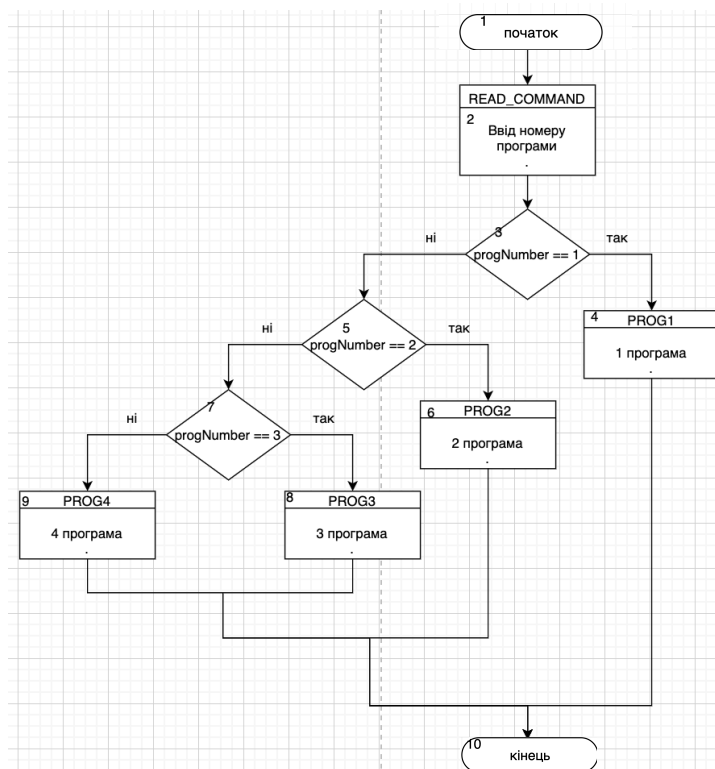 1
початок
READ_COMMAND
2
Ввід номеру
програми
.
3
ні
так
progNumber == 1
4
PROG1
1 програма
.
5
ні
так
progNumber == 2
6
PROG2
2 програма
.
7
ні
так
progNumber == 3
9
PROG4
4 програма
.
8
PROG3
3 програма
.
10
кінець